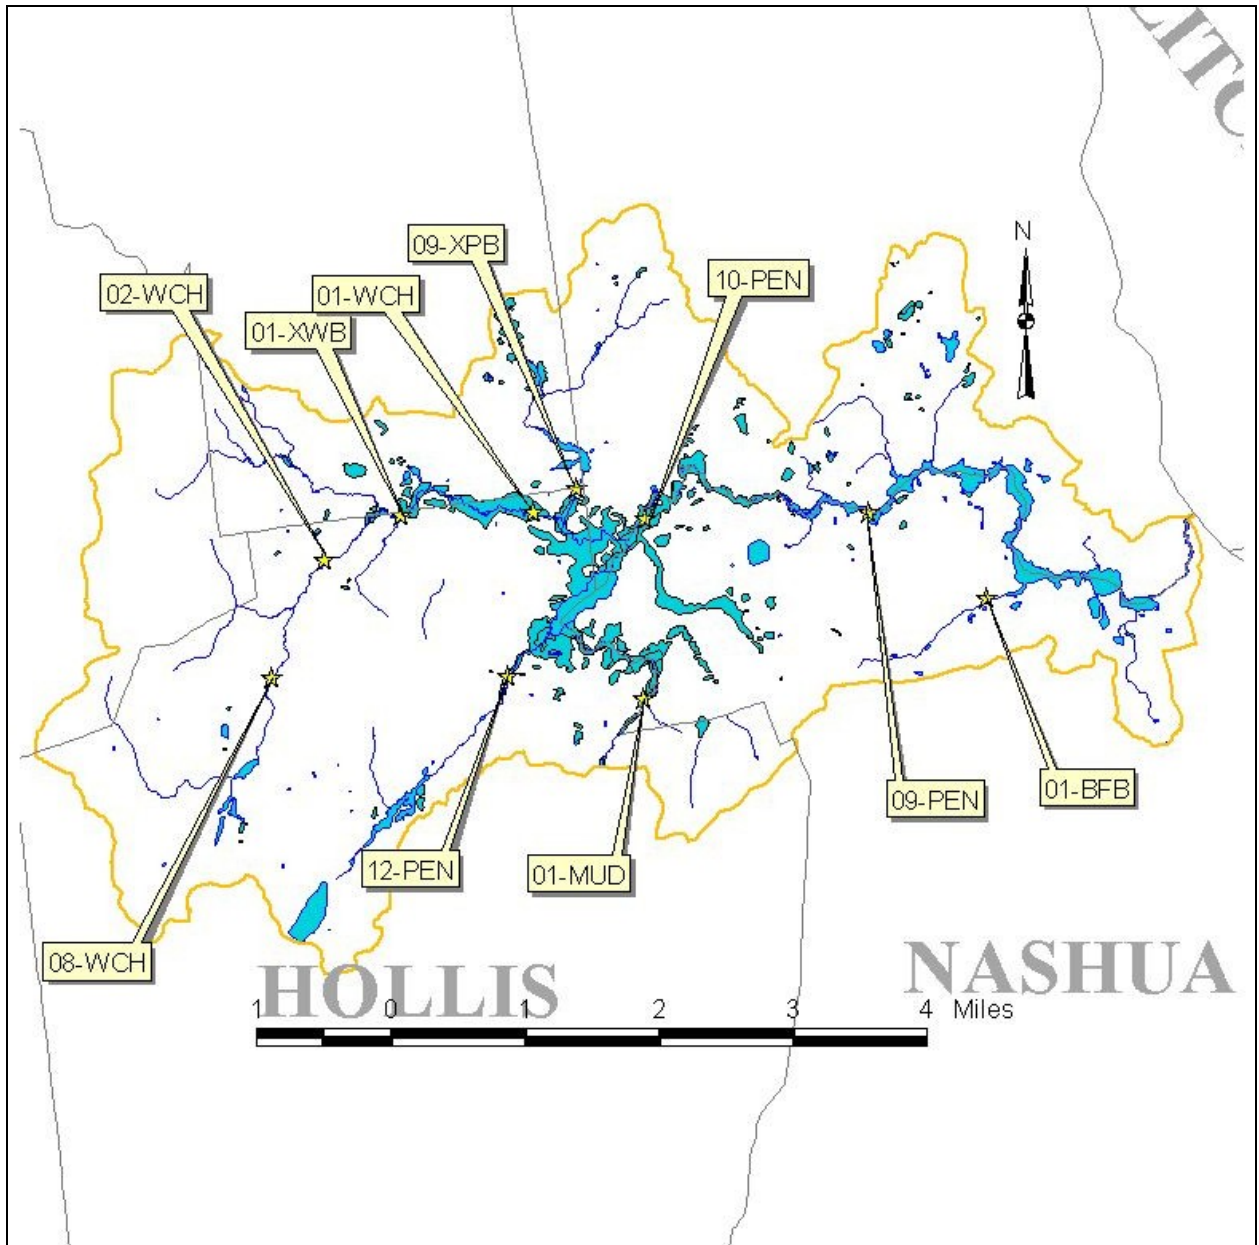 LITC
N
09-XPB
10-PEN
02-WCH
01-WCH
01-XWB
09-PEN
01-BFB
12-PEN
01-MUD
08-WCH
HOLLIS
NASHUA
1 0 1 2 3 4 Miles